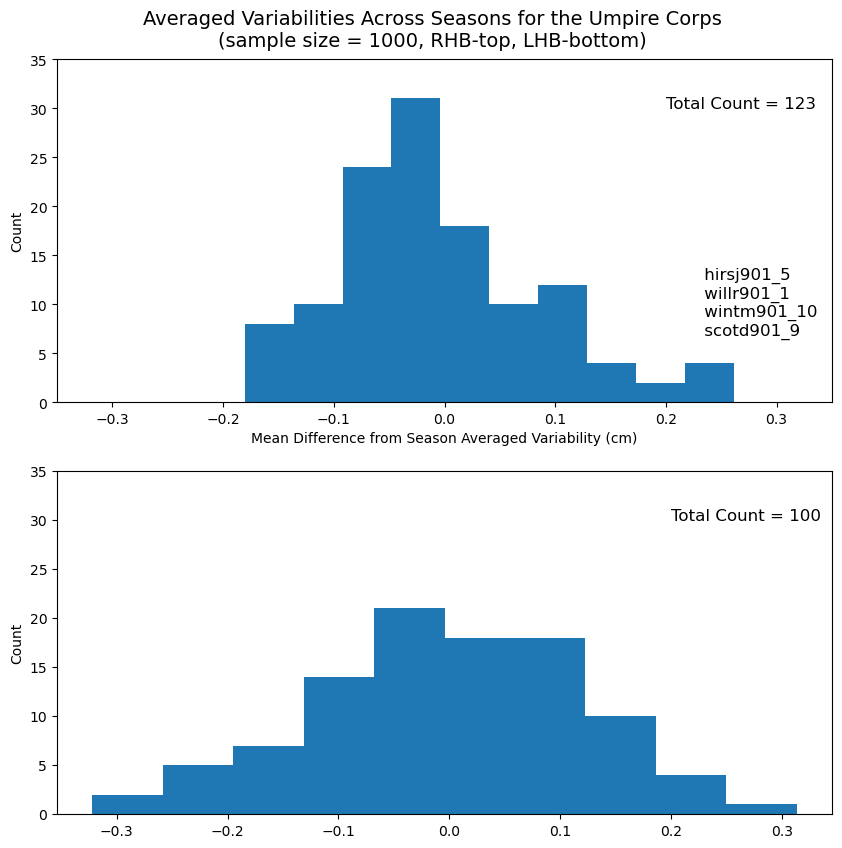 Averaged Variabilities Across Seasons for the Umpire Corps
(sample size = 1000, RHB-top, LHB-bottom)
35
30
25
20
15
10
5
0
Count
Total Count = 123
hirsj901_5
willr901_1
wintm901_10
scotd901_9
−0.3 −0.2 −0.1 0.0 0.1 0.2 0.3
Mean Difference from Season Averaged Variability (cm)
35
30
25
20
15
10
5
0
Count
Total Count = 100
−0.3 −0.2 −0.1 0.0 0.1 0.2 0.3